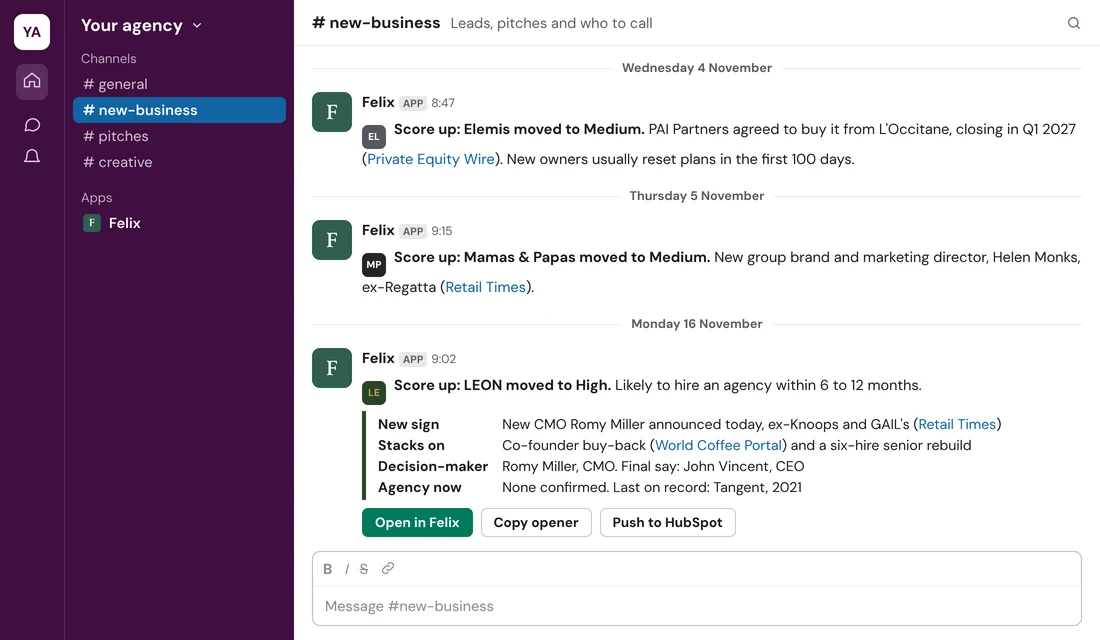 YA
Your agency
Channels
# general
# new-business
# pitches
# creative
Apps
F Felix
# new-business Leads, pitches and who to call
Wednesday 4 November
F
Felix APP 8:47
EL Score up: Elemis moved to Medium. PAI Partners agreed to buy it from L'Occitane, closing in Q1 2027
(Private Equity Wire). New owners usually reset plans in the first 100 days.
Thursday 5 November
F
Felix APP 9:15
MP Score up: Mamas & Papas moved to Medium. New group brand and marketing director, Helen Monks,
ex-Regatta (Retail Times).
Monday 16 November
F
Felix APP 9:02
LE Score up: LEON moved to High. Likely to hire an agency within 6 to 12 months.
New sign New CMO Romy Miller announced today, ex-Knoops and GAIL's (Retail Times)
Stacks on Co-founder buy-back (World Coffee Portal) and a six-hire senior rebuild
Decision-maker Romy Miller, CMO. Final say: John Vincent, CEO
Agency now None confirmed. Last on record: Tangent, 2021
Open in Felix Copy opener Push to HubSpot
B I S
Message #new-business